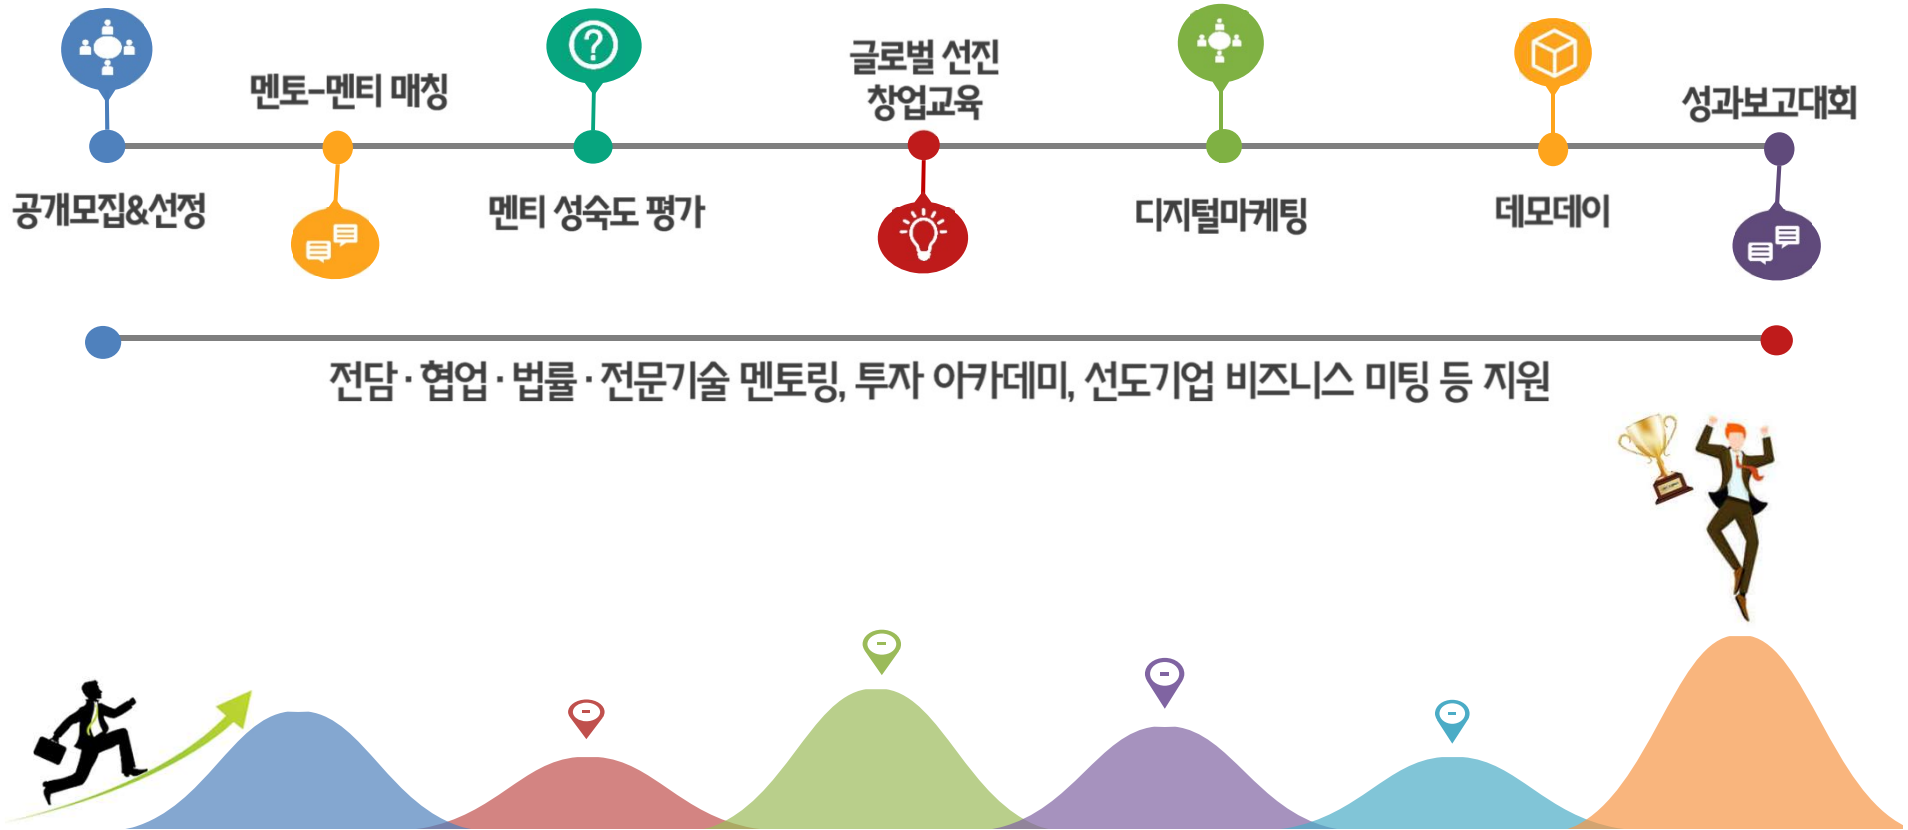 공개모집&선정
멘토-멘티 매칭
멘티 성숙도 평가
글로벌 선진
창업교육
디지털마케팅
데모데이
성과보고대회
전담·협업·법률·전문기술 멘토링, 투자 아카데미, 선도기업 비즈니스 미팅 등 지원